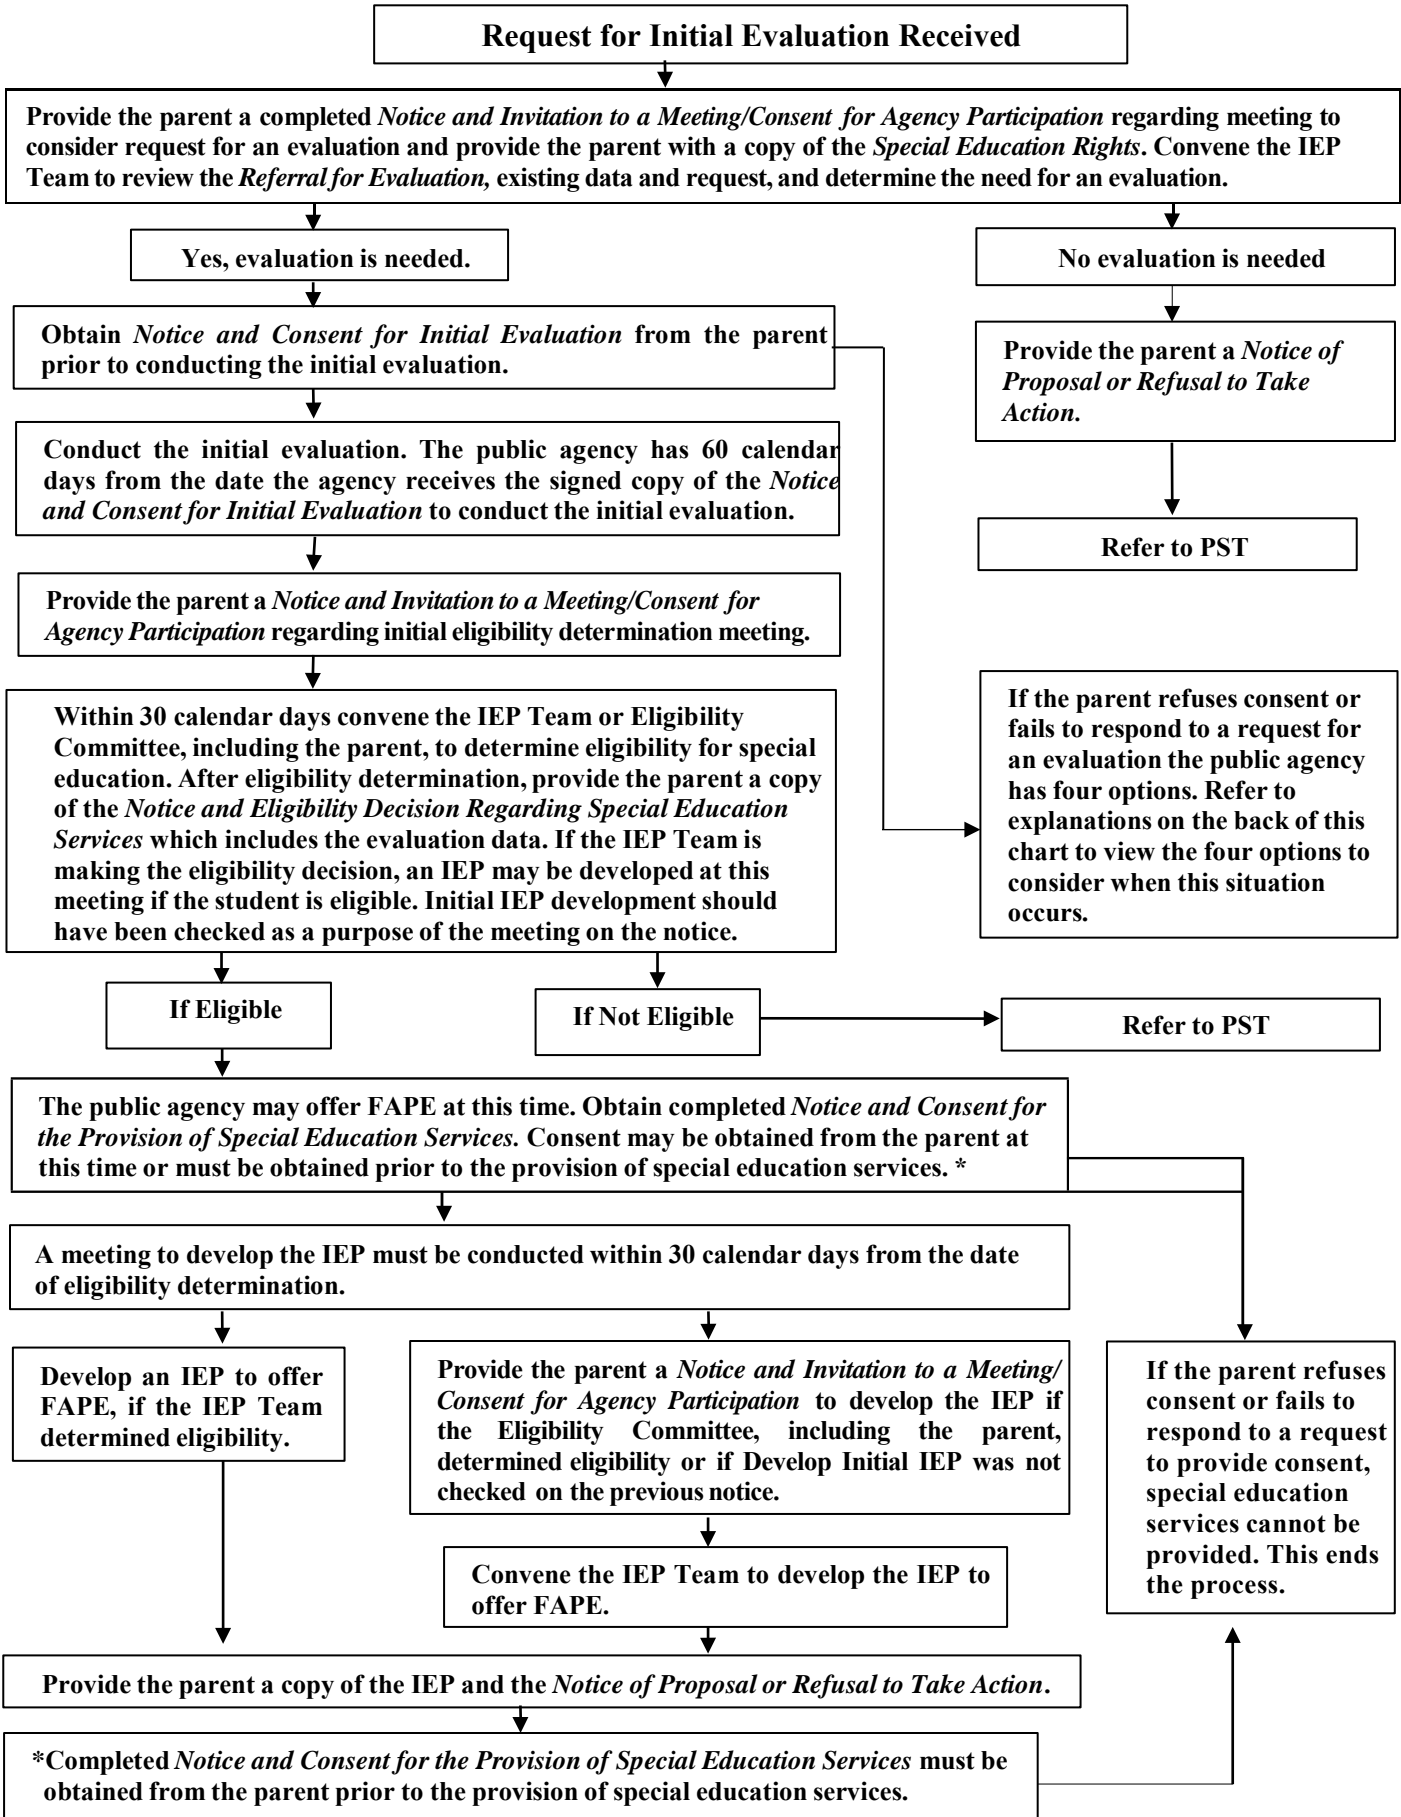 Request for Initial Evaluation Received
Provide the parent a completed Notice and Invitation to a Meeting/Consent for Agency Participation regarding meeting to
consider request for an evaluation and provide the parent with a copy of the Special Education Rights. Convene the IEP
Team to review the Referral for Evaluation, existing data and request, and determine the need for an evaluation.
Yes, evaluation is needed.
No evaluation is needed
Obtain Notice and Consent for Initial Evaluation from the parent
prior to conducting the initial evaluation.
Provide the parent a Notice of
Proposal or Refusal to Take
Action.
Conduct the initial evaluation. The public agency has 60 calendar
days from the date the agency receives the signed copy of the Notice
and Consent for Initial Evaluation to conduct the initial evaluation.
Refer to PST
Provide the parent a Notice and Invitation to a Meeting/Consent for
Agency Participation regarding initial eligibility determination meeting.
If the parent refuses consent or
fails to respond to a request for
an evaluation the public agency
has four options. Refer to
explanations on the back of this
chart to view the four options to
consider when this situation
occurs.
Within 30 calendar days convene the IEP Team or Eligibility
Committee, including the parent, to determine eligibility for special
education. After eligibility determination, provide the parent a copy
of the Notice and Eligibility Decision Regarding Special Education
Services which includes the evaluation data. If the IEP Team is
making the eligibility decision, an IEP may be developed at this
meeting if the student is eligible. Initial IEP development should
have been checked as a purpose of the meeting on the notice.
If Eligible
If Not Eligible
Refer to PST
The public agency may offer FAPE at this time. Obtain completed Notice and Consent for
the Provision of Special Education Services. Consent may be obtained from the parent at
this time or must be obtained prior to the provision of special education services. *
A meeting to develop the IEP must be conducted within 30 calendar days from the date
of eligibility determination.
Develop an IEP to offer
FAPE, if the IEP Team
determined eligibility.
Provide the parent a Notice and Invitation to a Meeting/
Consent for Agency Participation to develop the IEP if
the Eligibility Committee, including the parent,
determined eligibility or if Develop Initial IEP was not
checked on the previous notice.
If the parent refuses
consent or fails to
respond to a request
to provide consent,
special education
services cannot be
provided. This ends
the process.
Convene the IEP Team to develop the IEP to
offer FAPE.
Provide the parent a copy of the IEP and the Notice of Proposal or Refusal to Take Action.
*Completed Notice and Consent for the Provision of Special Education Services must be
obtained from the parent prior to the provision of special education services.